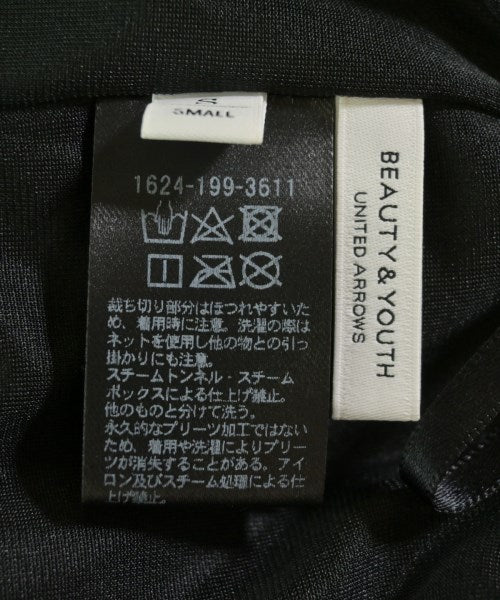 S
SMALL
1624-199-3611
裁ち切り部分はほつれやすいた
め、着用時に注意。洗濯の際は
ネットを使用し他の物との引っ
掛かりにも注意。
スチームトンネル・スチーム
ボックスによる仕上げ禁止。
他のものと分けて洗う。
永久的なプリーツ加工ではない
ため、着用や洗濯によりプリー
ツが消失することがある。アイ
ロン及びスチーム処理による仕
上げ禁止。
BEAUTY & YOUTH
UNITED ARROWS